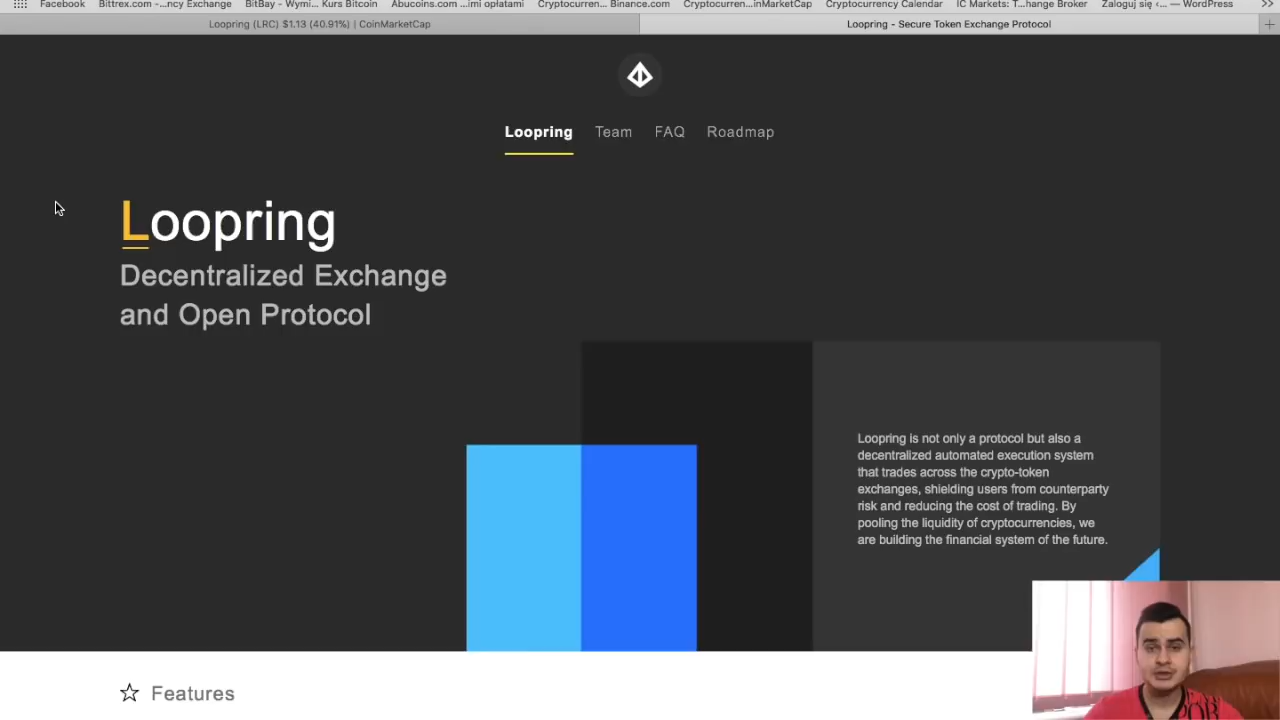 Facebook
Bittrex.com -...ncy Exchange
BitBay - Wymi... Kurs Bitcoin
Abucoins.com ...imi opłatami
Cryptocurren... Binance.com
Cryptocurren...inMarketCap
Cryptocurrency Calendar
IC Markets: T...hange Broker
Zaloguj się ‹... — WordPress
Loopring (LRC) $1.13 (40.91%) | CoinMarketCap
Loopring - Secure Token Exchange Protocol
Loopring
Team
FAQ
Roadmap
Loopring
Decentralized Exchange
and Open Protocol
Loopring is not only a protocol but also a
decentralized automated execution system
that trades across the crypto-token
exchanges, shielding users from counterparty
risk and reducing the cost of trading. By
pooling the liquidity of cryptocurrencies, we
are building the financial system of the future.
Features